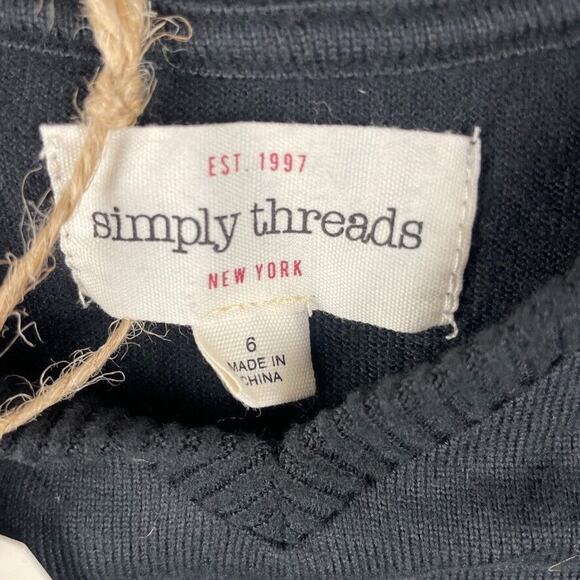 EST. 1997
simply threads
NEW YORK
6
MADE IN
CHINA